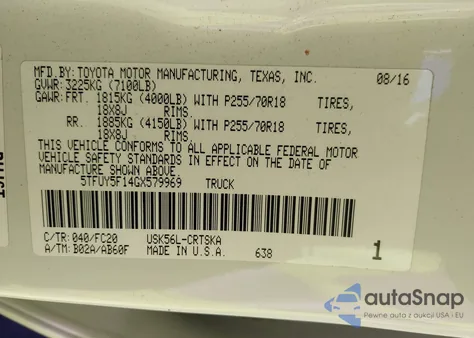 MFD.BY: TOYOTA MOTOR MANUFACTURING, TEXAS, INC. 08/16
GVWR: 3225KG (7100LB)
GAWR: FRT. 1815KG (4000LB) WITH P255/70R18 TIRES,
18X8J RIMS.
RR. 1885KG (4150LB) WITH P255/70R18 TIRES,
18X8J RIMS.
THIS VEHICLE CONFORMS TO ALL APPLICABLE FEDERAL MOTOR
VEHICLE SAFETY STANDARDS IN EFFECT ON THE DATE OF
MANUFACTURE SHOWN ABOVE.
5TFUY5F14GX579969 TRUCK
C/TR: 040/FC20 USK56L-CRTSKA
A/TM: B02A/AB60F MADE IN U.S.A. 638 1
autoSnap
Pewne auta z aukcji USA i EU